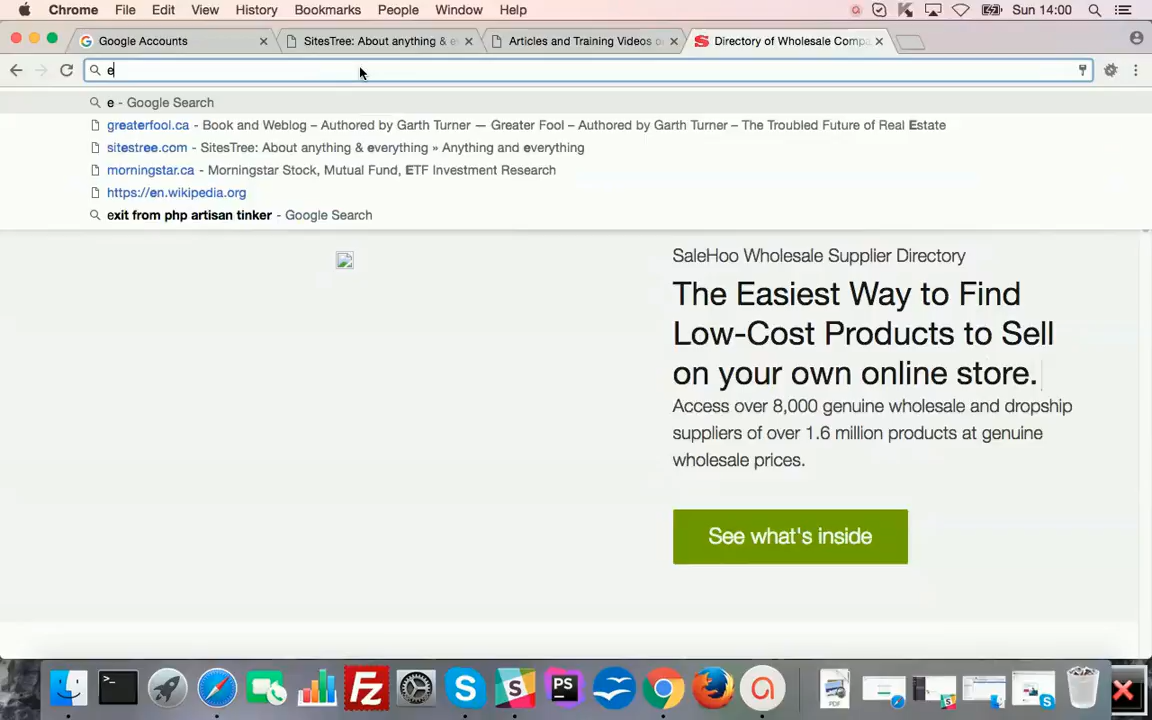 Chrome File Edit View History Bookmarks People Window Help Sun 14:00
Google Accounts
SitesTree: About anything & e
Articles and Training Videos o
Directory of Wholesale Compa
e
e - Google Search
greaterfool.ca - Book and Weblog – Authored by Garth Turner — Greater Fool – Authored by Garth Turner – The Troubled Future of Real Estate
sitestree.com - SitesTree: About anything & everything » Anything and everything
morningstar.ca - Morningstar Stock, Mutual Fund, ETF Investment Research
https://en.wikipedia.org
exit from php artisan tinker - Google Search
SaleHoo Wholesale Supplier Directory
The Easiest Way to Find
Low-Cost Products to Sell
on your own online store.
Access over 8,000 genuine wholesale and dropship
suppliers of over 1.6 million products at genuine
wholesale prices.
See what's inside
Fz
PS
PDF